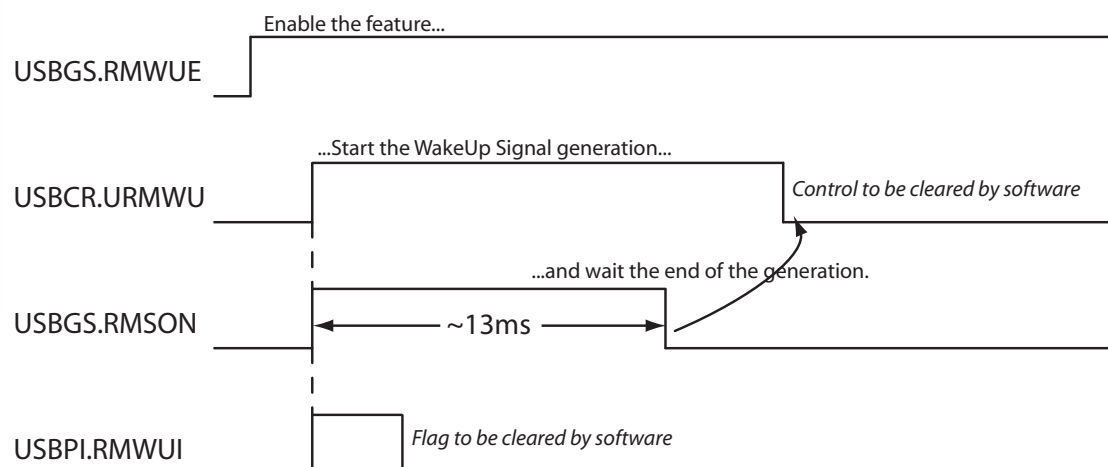 Enable the feature...
USBGS.RMWUE
...Start the WakeUp Signal generation...
USBCR.URMWU
Control to be cleared by software
...and wait the end of the generation.
USBGS.RMSON
~13ms
USBPI.RMWUI
Flag to be cleared by software